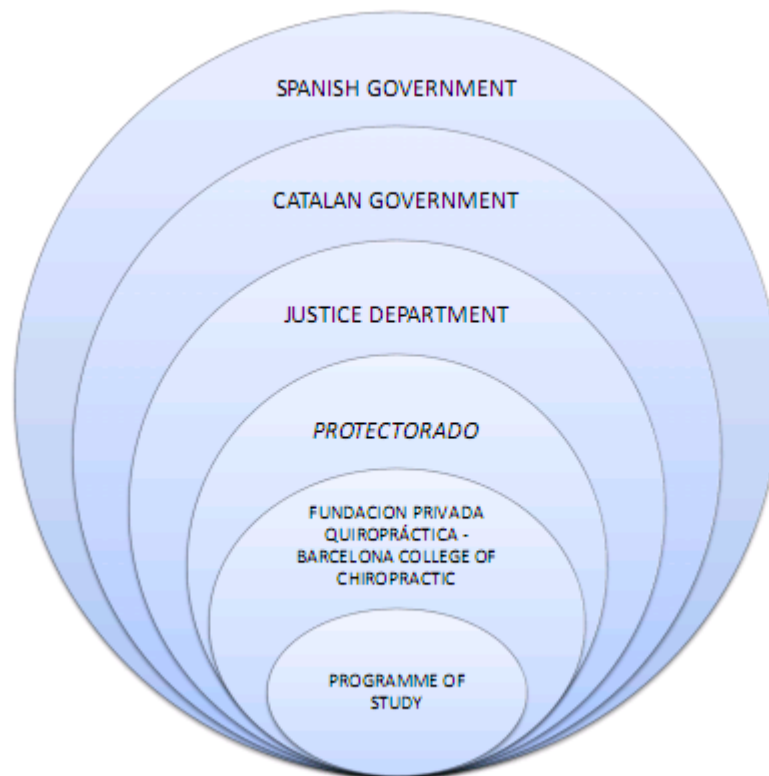 SPANISH GOVERNMENT
CATALAN GOVERNMENT
JUSTICE DEPARTMENT
PROTECTORADO
FUNDACION PRIVADA
QUIROPRÁCTICA -
BARCELONA COLLEGE OF
CHIROPRACTIC
PROGRAMME OF
STUDY